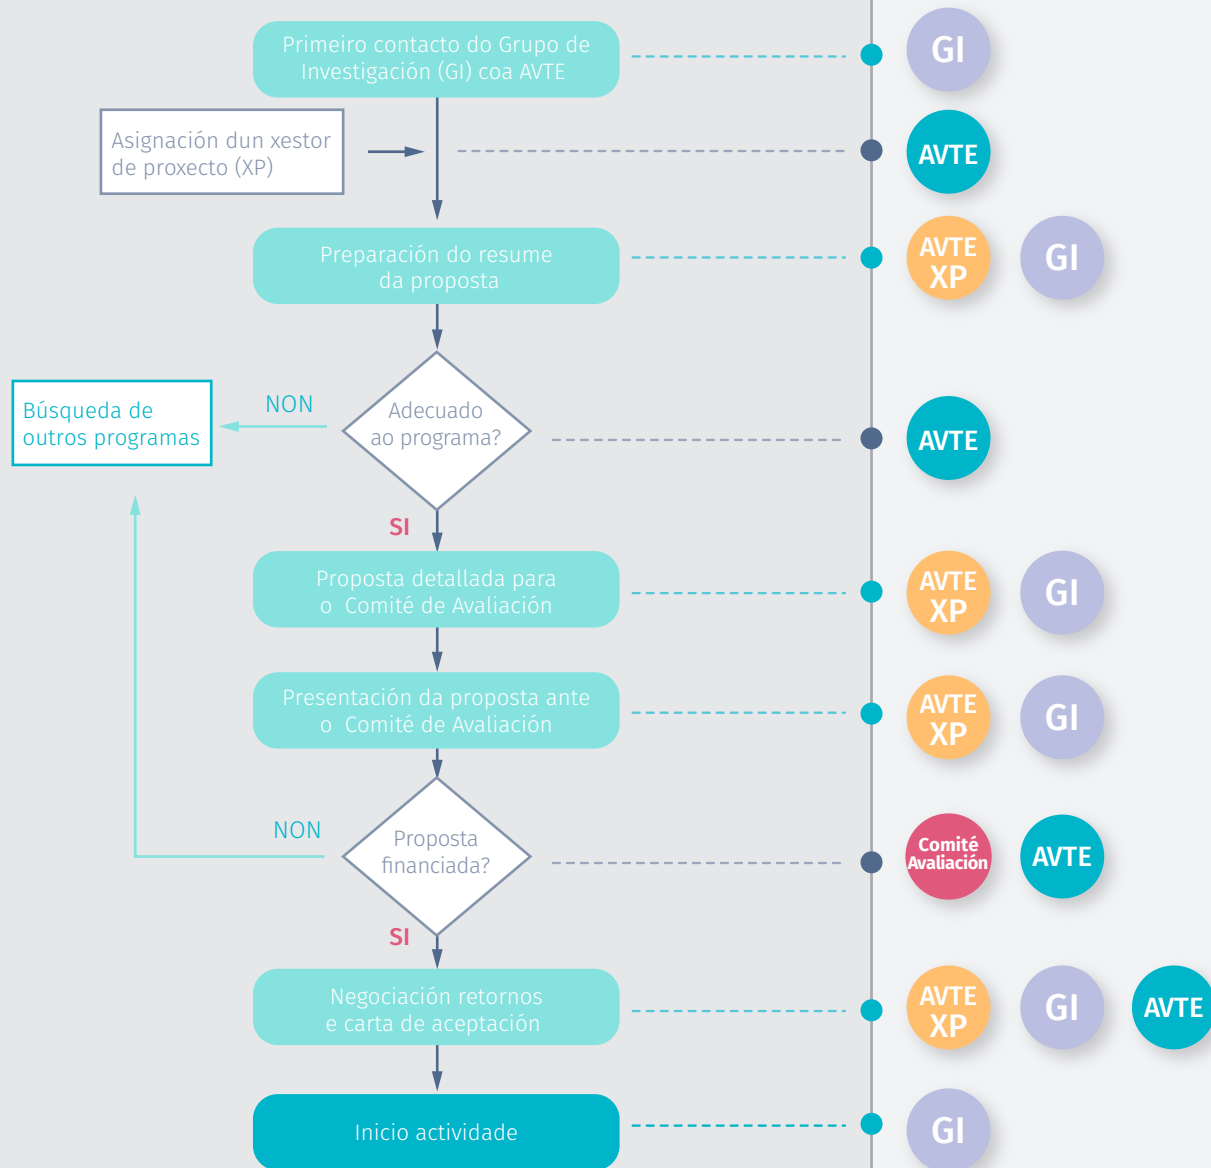 Primeiro contacto do Grupo de
Investigación (GI) coa AVTE
GI
Asignación dun xestor
de proxecto (XP)
AVTE
Preparación do resume
da proposta
AVTE
XP
GI
Búsqueda de
outros programas
NON
Adecuado
ao programa?
AVTE
SI
Proposta detallada para
o Comité de Avaliación
AVTE
XP
GI
Presentación da proposta ante
o Comité de Avaliación
AVTE
XP
GI
NON
Proposta
financiada?
Comité
Avaliación
AVTE
SI
Negociación retornos
e carta de aceptación
AVTE
XP
GI
AVTE
Inicio actividade
GI